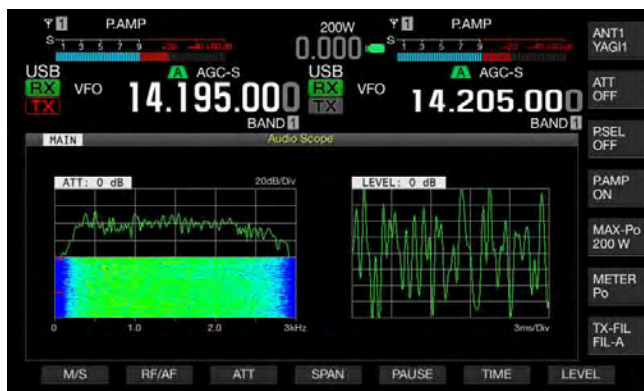 1 P.AMP 200W 1 P.AMP
S 1 3 5 7 9 +20 +40 +60dB 0.000 S 1 3 5 7 9 +20 +40 +60dB
USB A AGC-S USB A AGC-S
RX VFO 14.195.000 RX VFO 14.205.000
TX TX
BAND 1 BAND 1
MAIN Audio Scope
ATT: 0 dB 20dB/Div LEVEL: 0 dB
0 1.0 2.0 3kHz 3ms/Div
M/S RF/AF ATT SPAN PAUSE TIME LEVEL
ANT1
YAGI1
ATT
OFF
P.SEL
OFF
P.AMP
ON
MAX-Po
200 W
METER
Po
TX-FIL
FIL-A